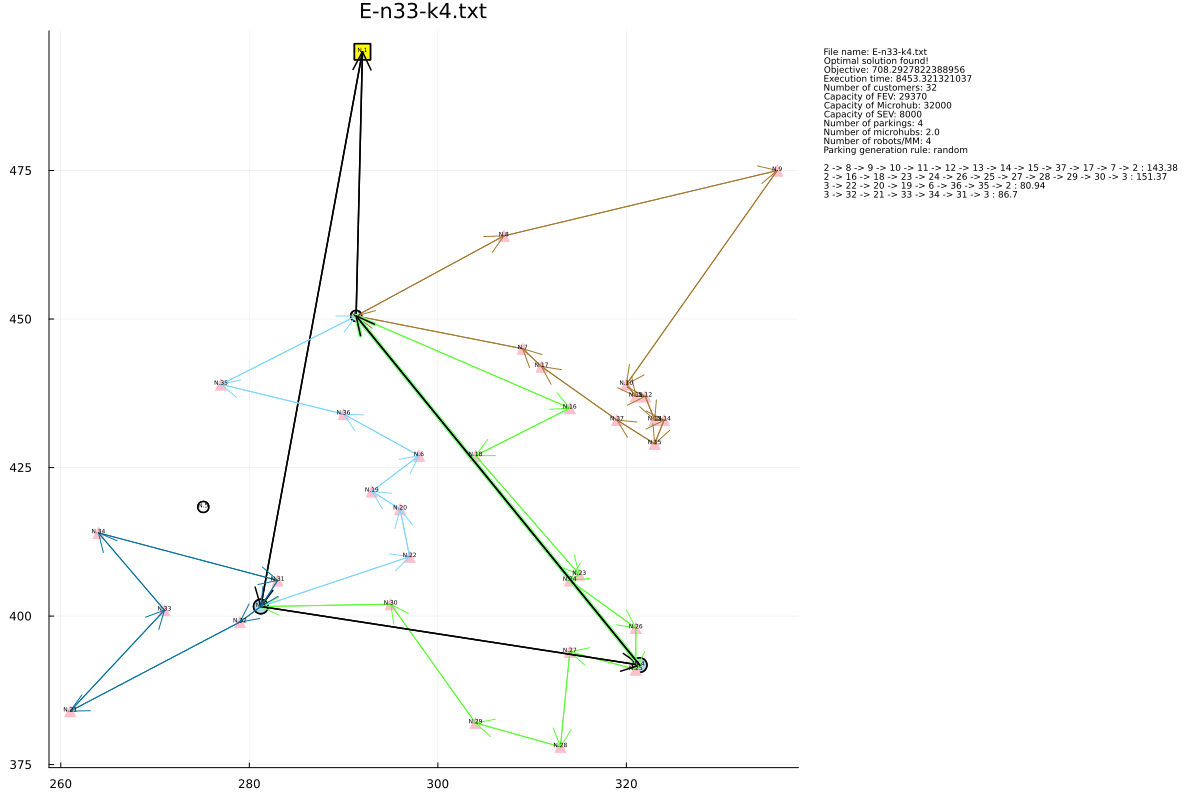 E-n33-k4.txt
File name: E-n33-k4.txt
Optimal solution found!
Objective: 708.2927822388956
Execution time: 8453.321321037
Number of customers: 32
Capacity of FEV: 29370
Capacity of Microhub: 32000
Capacity of SEV: 8000
Number of parkings: 4
Number of microhubs: 2.0
Number of robots/MM: 4
Parking generation rule: random
2 -> 8 -> 9 -> 10 -> 11 -> 12 -> 13 -> 14 -> 15 -> 37 -> 17 -> 7 -> 2 : 143.38
2 -> 16 -> 18 -> 23 -> 24 -> 26 -> 25 -> 27 -> 28 -> 29 -> 30 -> 3 : 151.37
3 -> 22 -> 20 -> 19 -> 6 -> 36 -> 35 -> 2 : 80.94
3 -> 32 -> 21 -> 33 -> 34 -> 31 -> 3 : 86.7
N.1
475
N.9
N.8
450
N.7
N.17
N.35
N.10
N.12
N.16
N.36
N.37
N.14
N.15
425
N.6
N.18
N.19
N.20
N.34
N.22
N.23
N.31
N.24
400
N.33
N.30
N.32
N.26
N.27
N.21
N.29
N.28
375
260
280
300
320